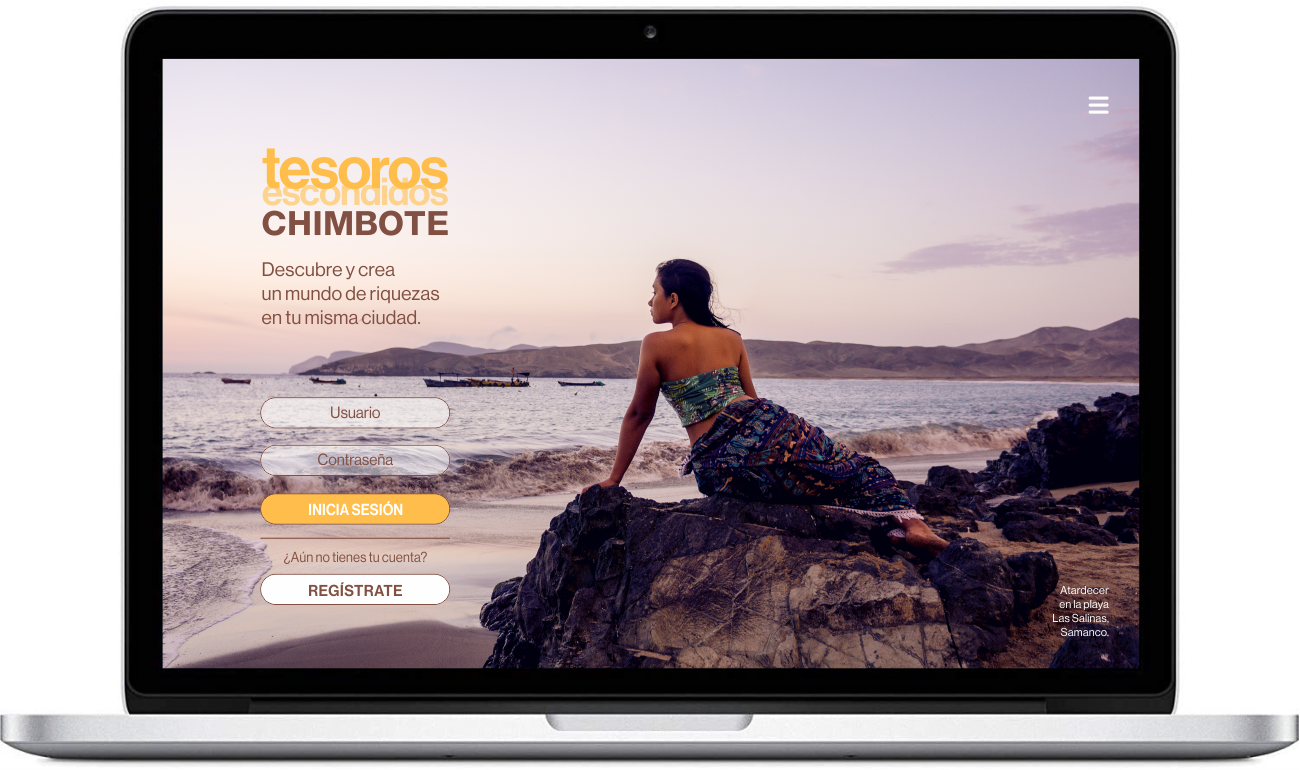 tesoros
escondidos
CHIMBOTE
Descubre y crea
un mundo de riquezas
en tu misma ciudad.
Usuario
Contraseña
INICIA SESIÓN
¿Aún no tienes tu cuenta?
REGÍSTRATE
Atardecer
en la playa
Las Salinas,
Samanco.